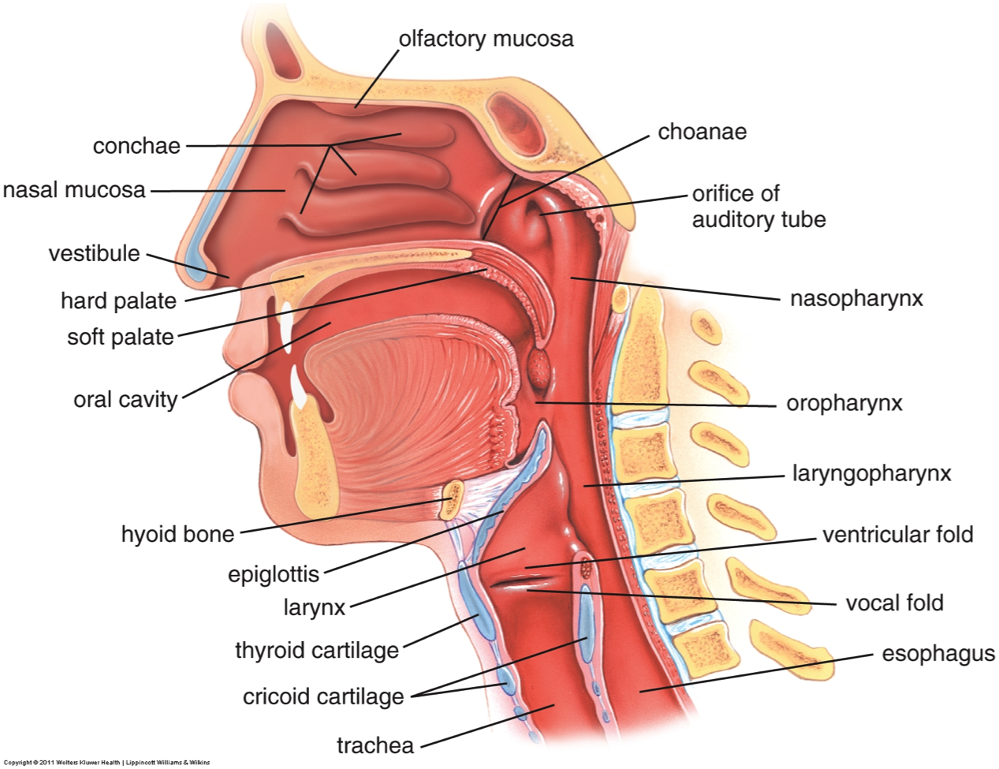 olfactory mucosa
choanae
conchae
nasal mucosa
orifice of
auditory tube
vestibule
hard palate
nasopharynx
soft palate
oral cavity
oropharynx
laryngopharynx
hyoid bone
ventricular fold
epiglottis
larynx
vocal fold
thyroid cartilage
esophagus
cricoid cartilage
trachea
Copyright © 2011 Wolters Kluwer Health | Lippincott Williams & Wilkins